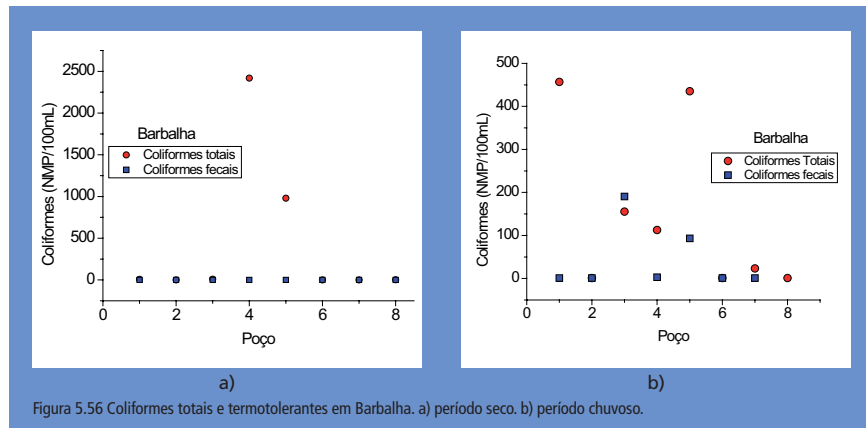 2500
2000
1500
1000
500
0
0
2
4
6
8
Coliformes (NMP/100mL)
Poço
Barbalha
Coliformes totais
Coliformes fecais
a)
500
400
300
200
100
0
0
2
4
6
8
Coliformes (NMP/100mL)
Poço
Barbalha
Coliformes Totais
Coliformes fecais
b)
Figura 5.56 Coliformes totais e termotolerantes em Barbalha. a) período seco. b) período chuvoso.